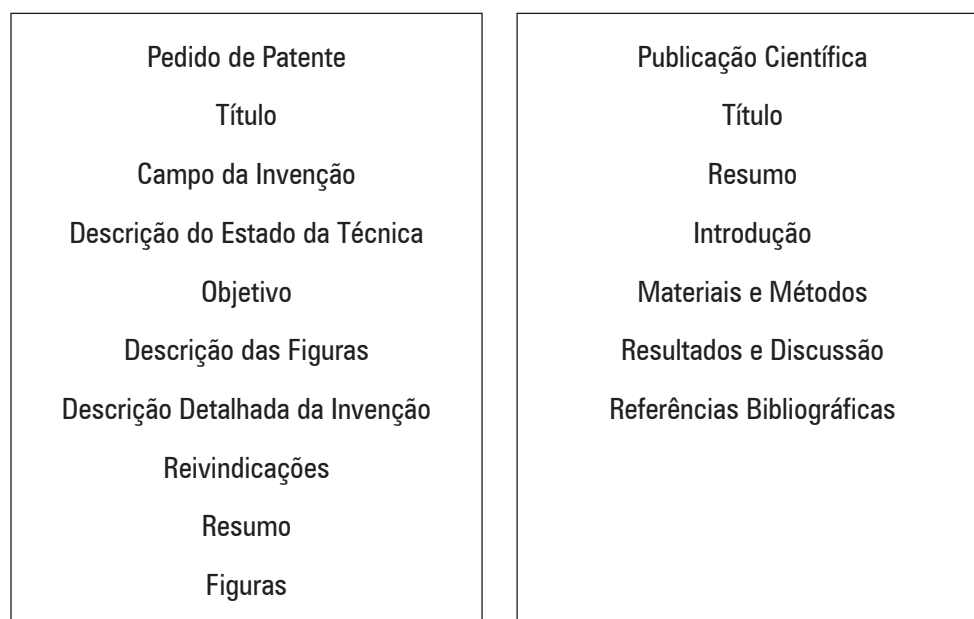 Pedido de Patente
Título
Campo da Invenção
Descrição do Estado da Técnica
Objetivo
Descrição das Figuras
Descrição Detalhada da Invenção
Reivindicações
Resumo
Figuras
Publicação Científica
Título
Resumo
Introdução
Materiais e Métodos
Resultados e Discussão
Referências Bibliográficas